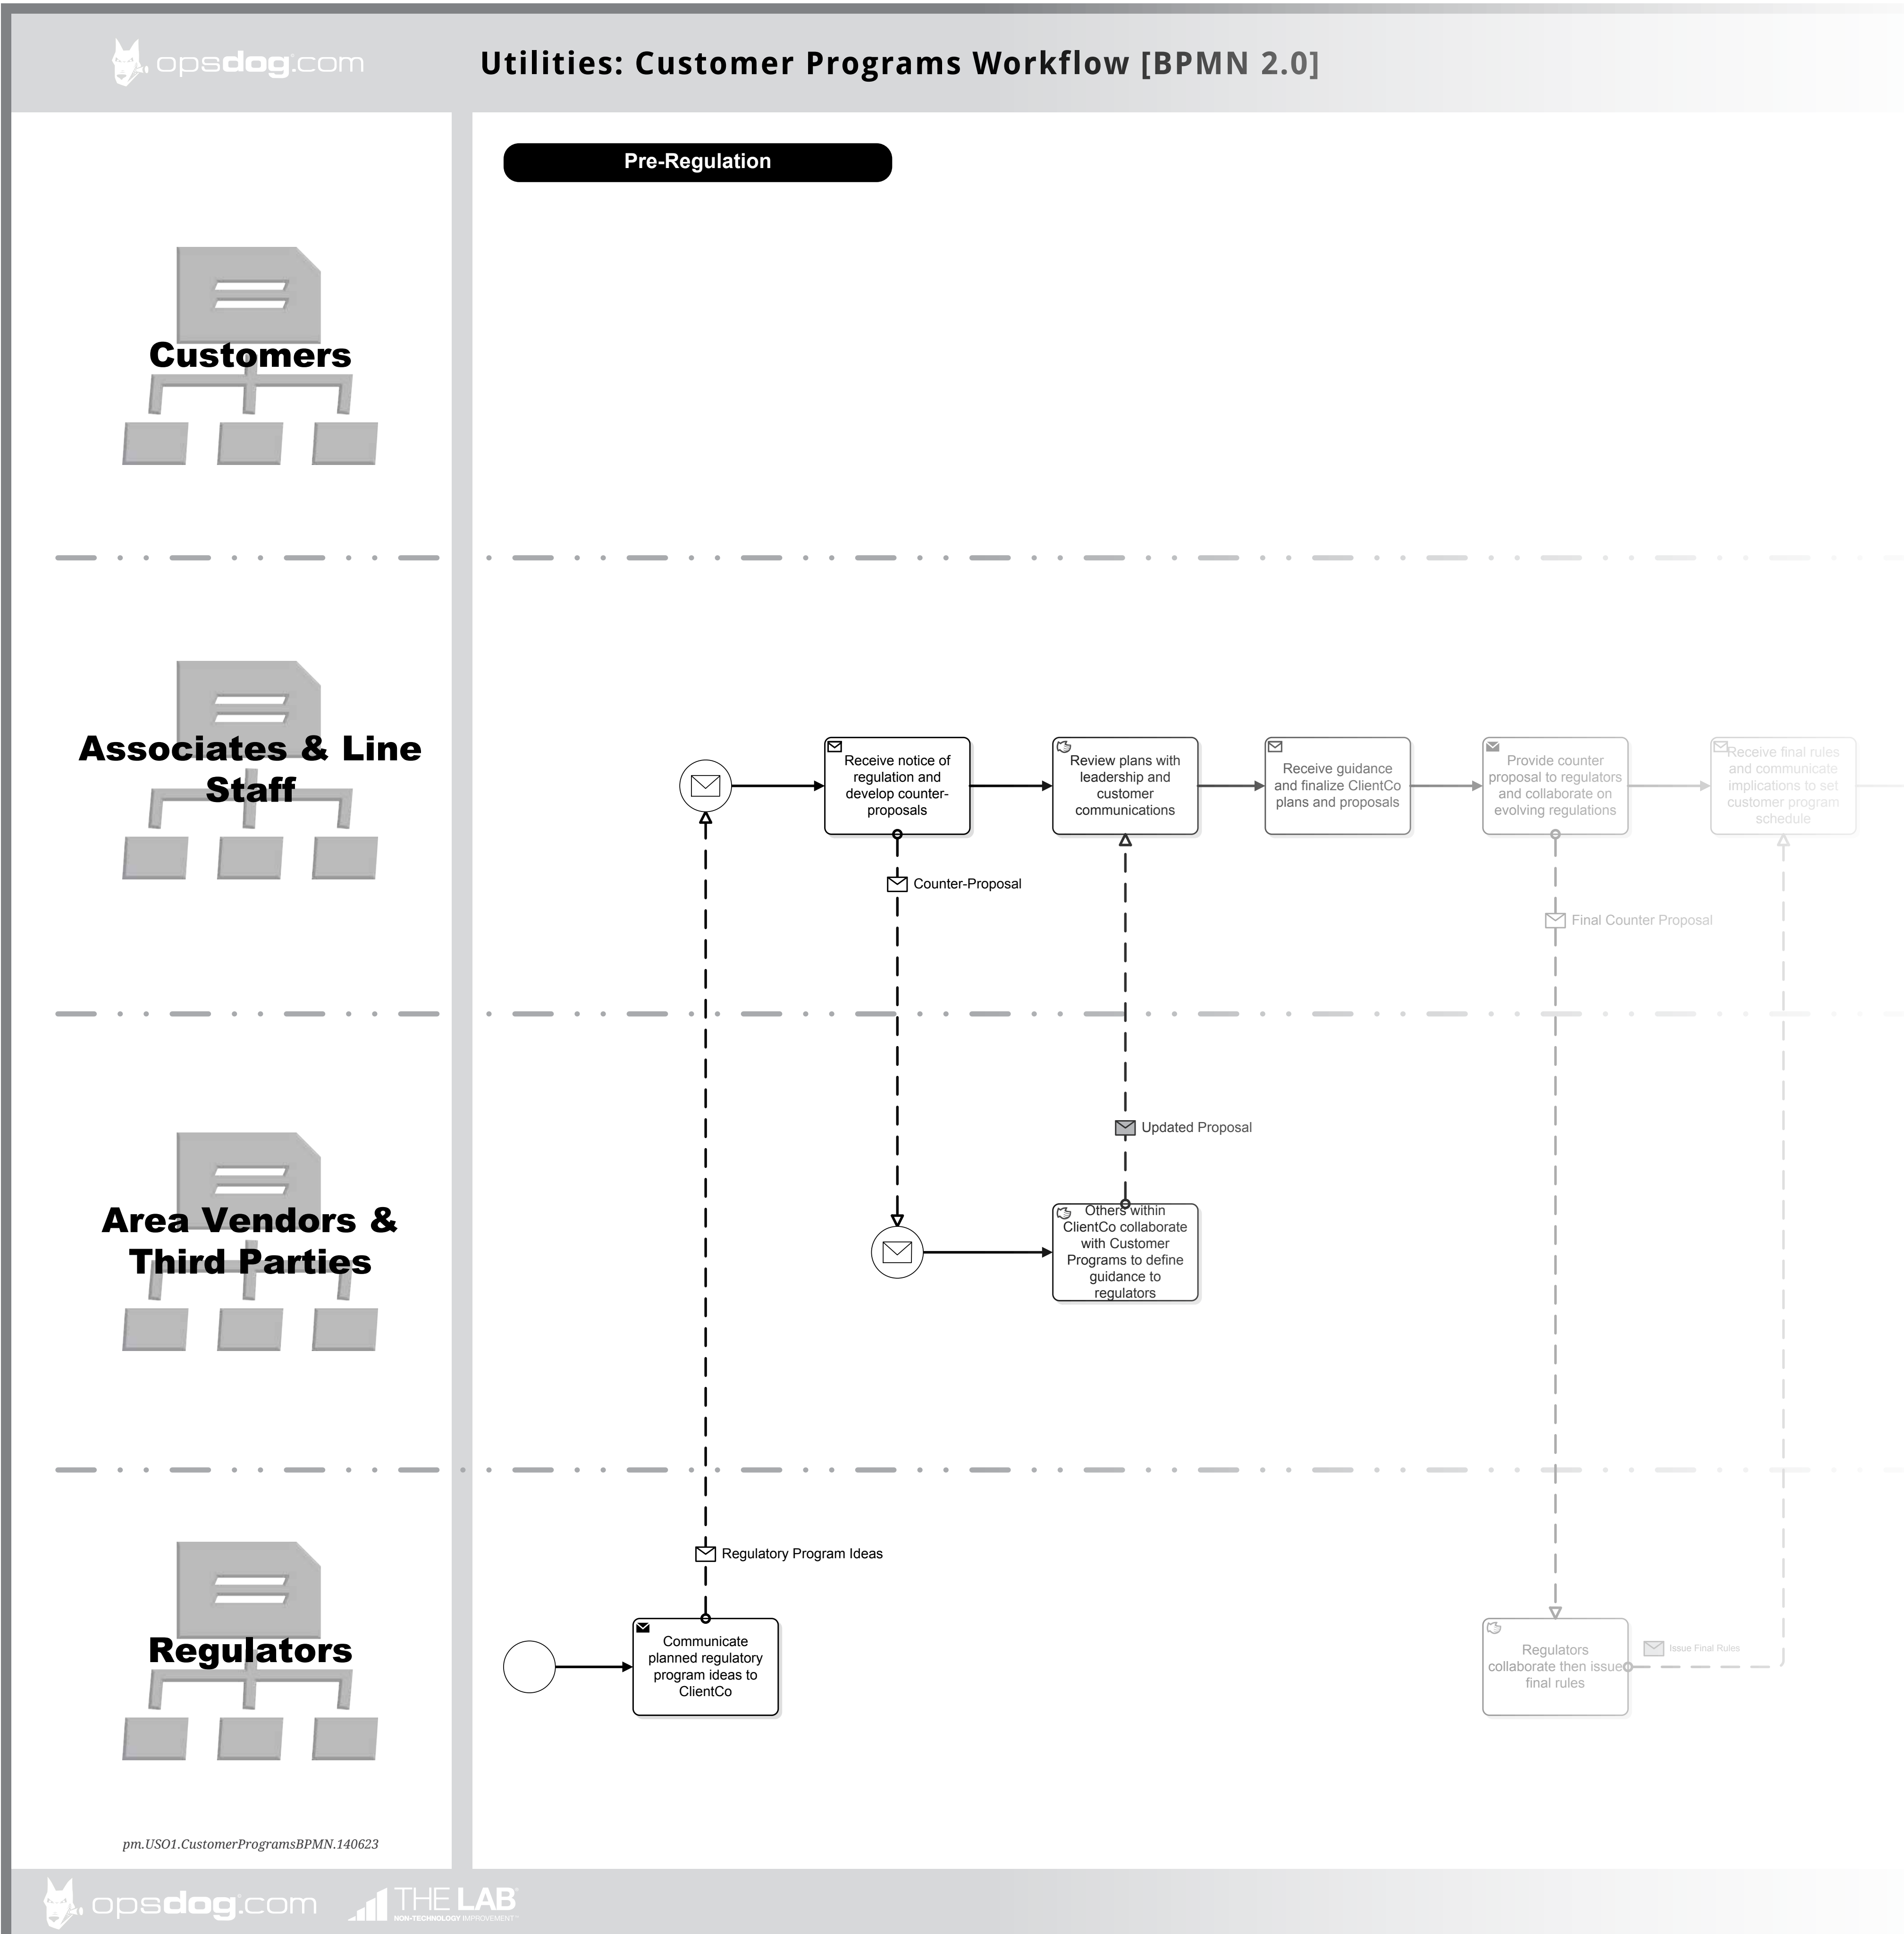 opsdog.com
Utilities: Customer Programs Workflow [BPMN 2.0]
Pre-Regulation
Customers
Associates & Line
Staff
Receive notice of
regulation and
develop counter-
proposals
Review plans with
leadership and
customer
communications
Receive guidance
and finalize ClientCo
plans and proposals
Provide counter
proposal to regulators
and collaborate on
evolving regulations
Receive final rules
and communicate
implications to set
customer program
schedule
Counter-Proposal
Final Counter Proposal
Area Vendors &
Third Parties
Updated Proposal
Others within
ClientCo collaborate
with Customer
Programs to define
guidance to
regulators
Regulators
Regulatory Program Ideas
Communicate
planned regulatory
program ideas to
ClientCo
Regulators
collaborate then issue
final rules
Issue Final Rules
pm.USO1.CustomerProgramsBPMN.140623
opsdog.com
THE LAB
NON-TECHNOLOGY IMPROVEMENT